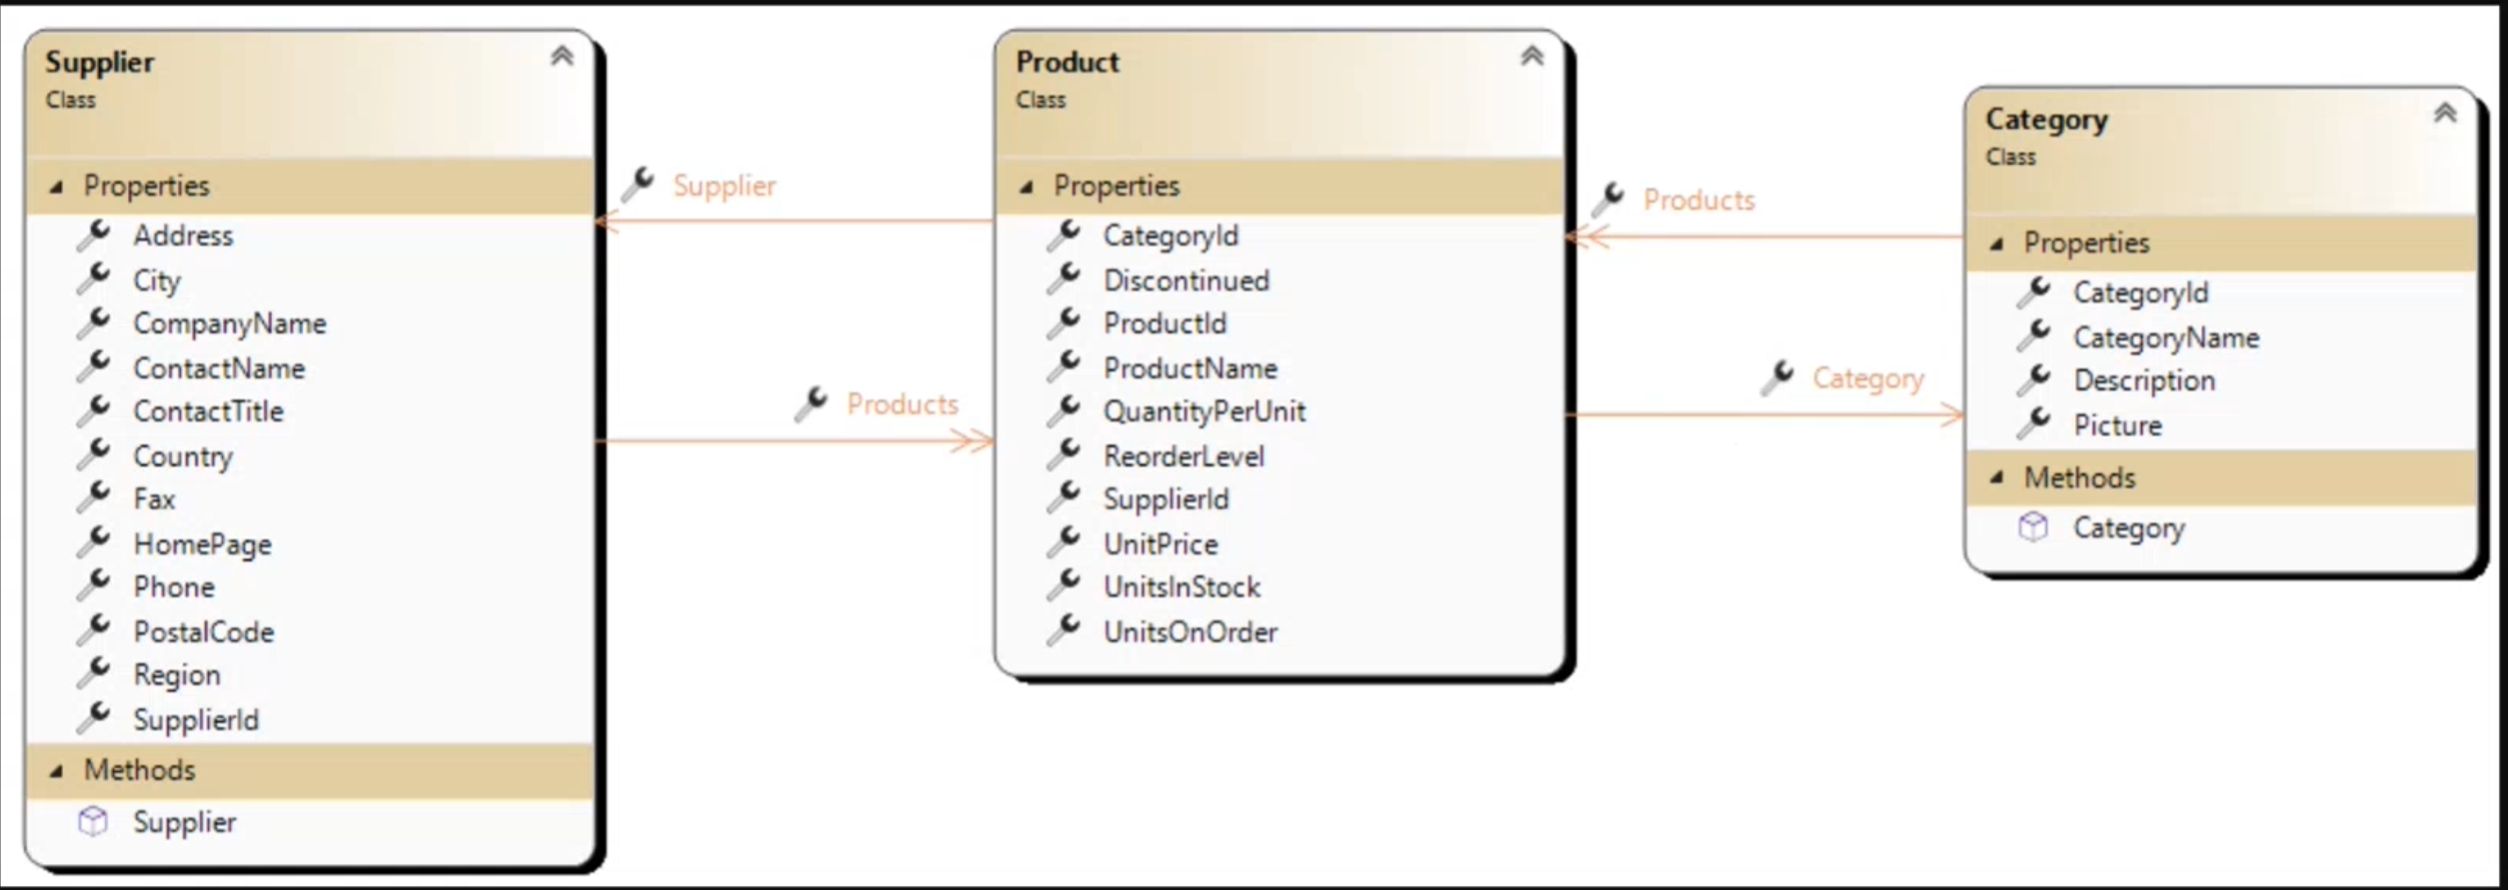 Supplier
Class
Properties
Address
City
CompanyName
ContactName
ContactTitle
Country
Fax
HomePage
Phone
PostalCode
Region
SupplierId
Methods
Supplier
Supplier
Products
Product
Class
Properties
CategoryId
Discontinued
ProductId
ProductName
QuantityPerUnit
ReorderLevel
SupplierId
UnitPrice
UnitsInStock
UnitsOnOrder
Products
Category
Category
Class
Properties
CategoryId
CategoryName
Description
Picture
Methods
Category